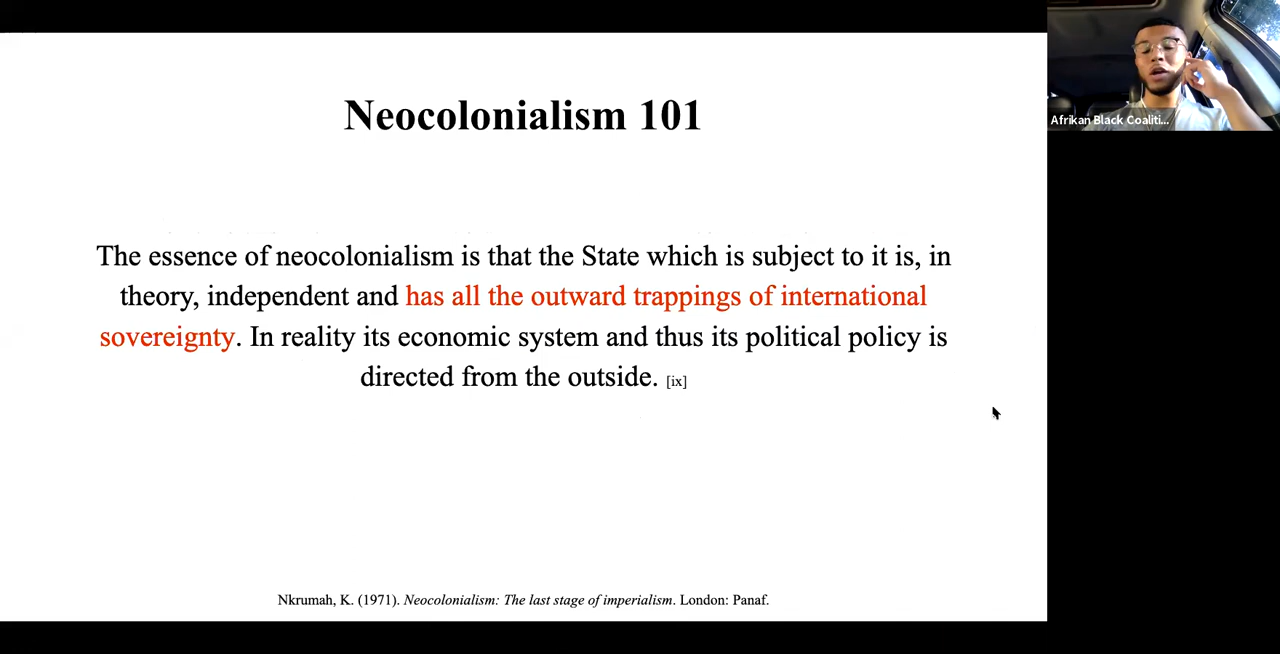 Neocolonialism 101
The essence of neocolonialism is that the State which is subject to it is, in
theory, independent and has all the outward trappings of international
sovereignty. In reality its economic system and thus its political policy is
directed from the outside. [ix]
Nkrumah, K. (1971). Neocolonialism: The last stage of imperialism. London: Panaf.
Afrikan Black Coaliti...